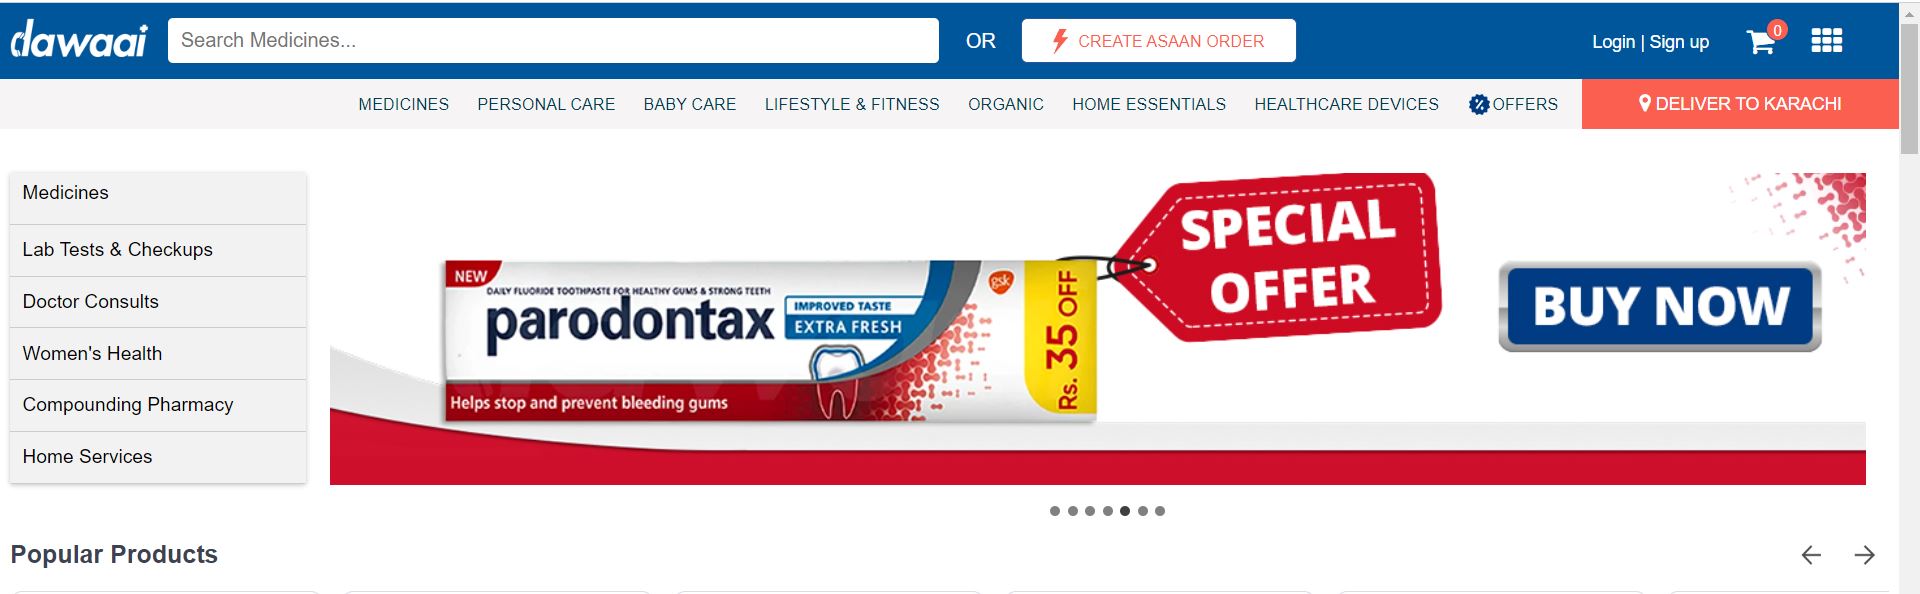 dawaai
Search Medicines...
OR
CREATE ASAAN ORDER
Login | Sign up
0
MEDICINES
PERSONAL CARE
BABY CARE
LIFESTYLE & FITNESS
ORGANIC
HOME ESSENTIALS
HEALTHCARE DEVICES
% OFFERS
DELIVER TO KARACHI
Medicines
Lab Tests & Checkups
Doctor Consults
Women's Health
Compounding Pharmacy
Home Services
NEW
DAILY FLUORIDE TOOTHPASTE FOR HEALTHY GUMS & STRONG TEETH
parodontax
IMPROVED TASTE
EXTRA FRESH
Helps stop and prevent bleeding gums
gsk
Rs. 35 OFF
SPECIAL
OFFER
BUY NOW
Popular Products